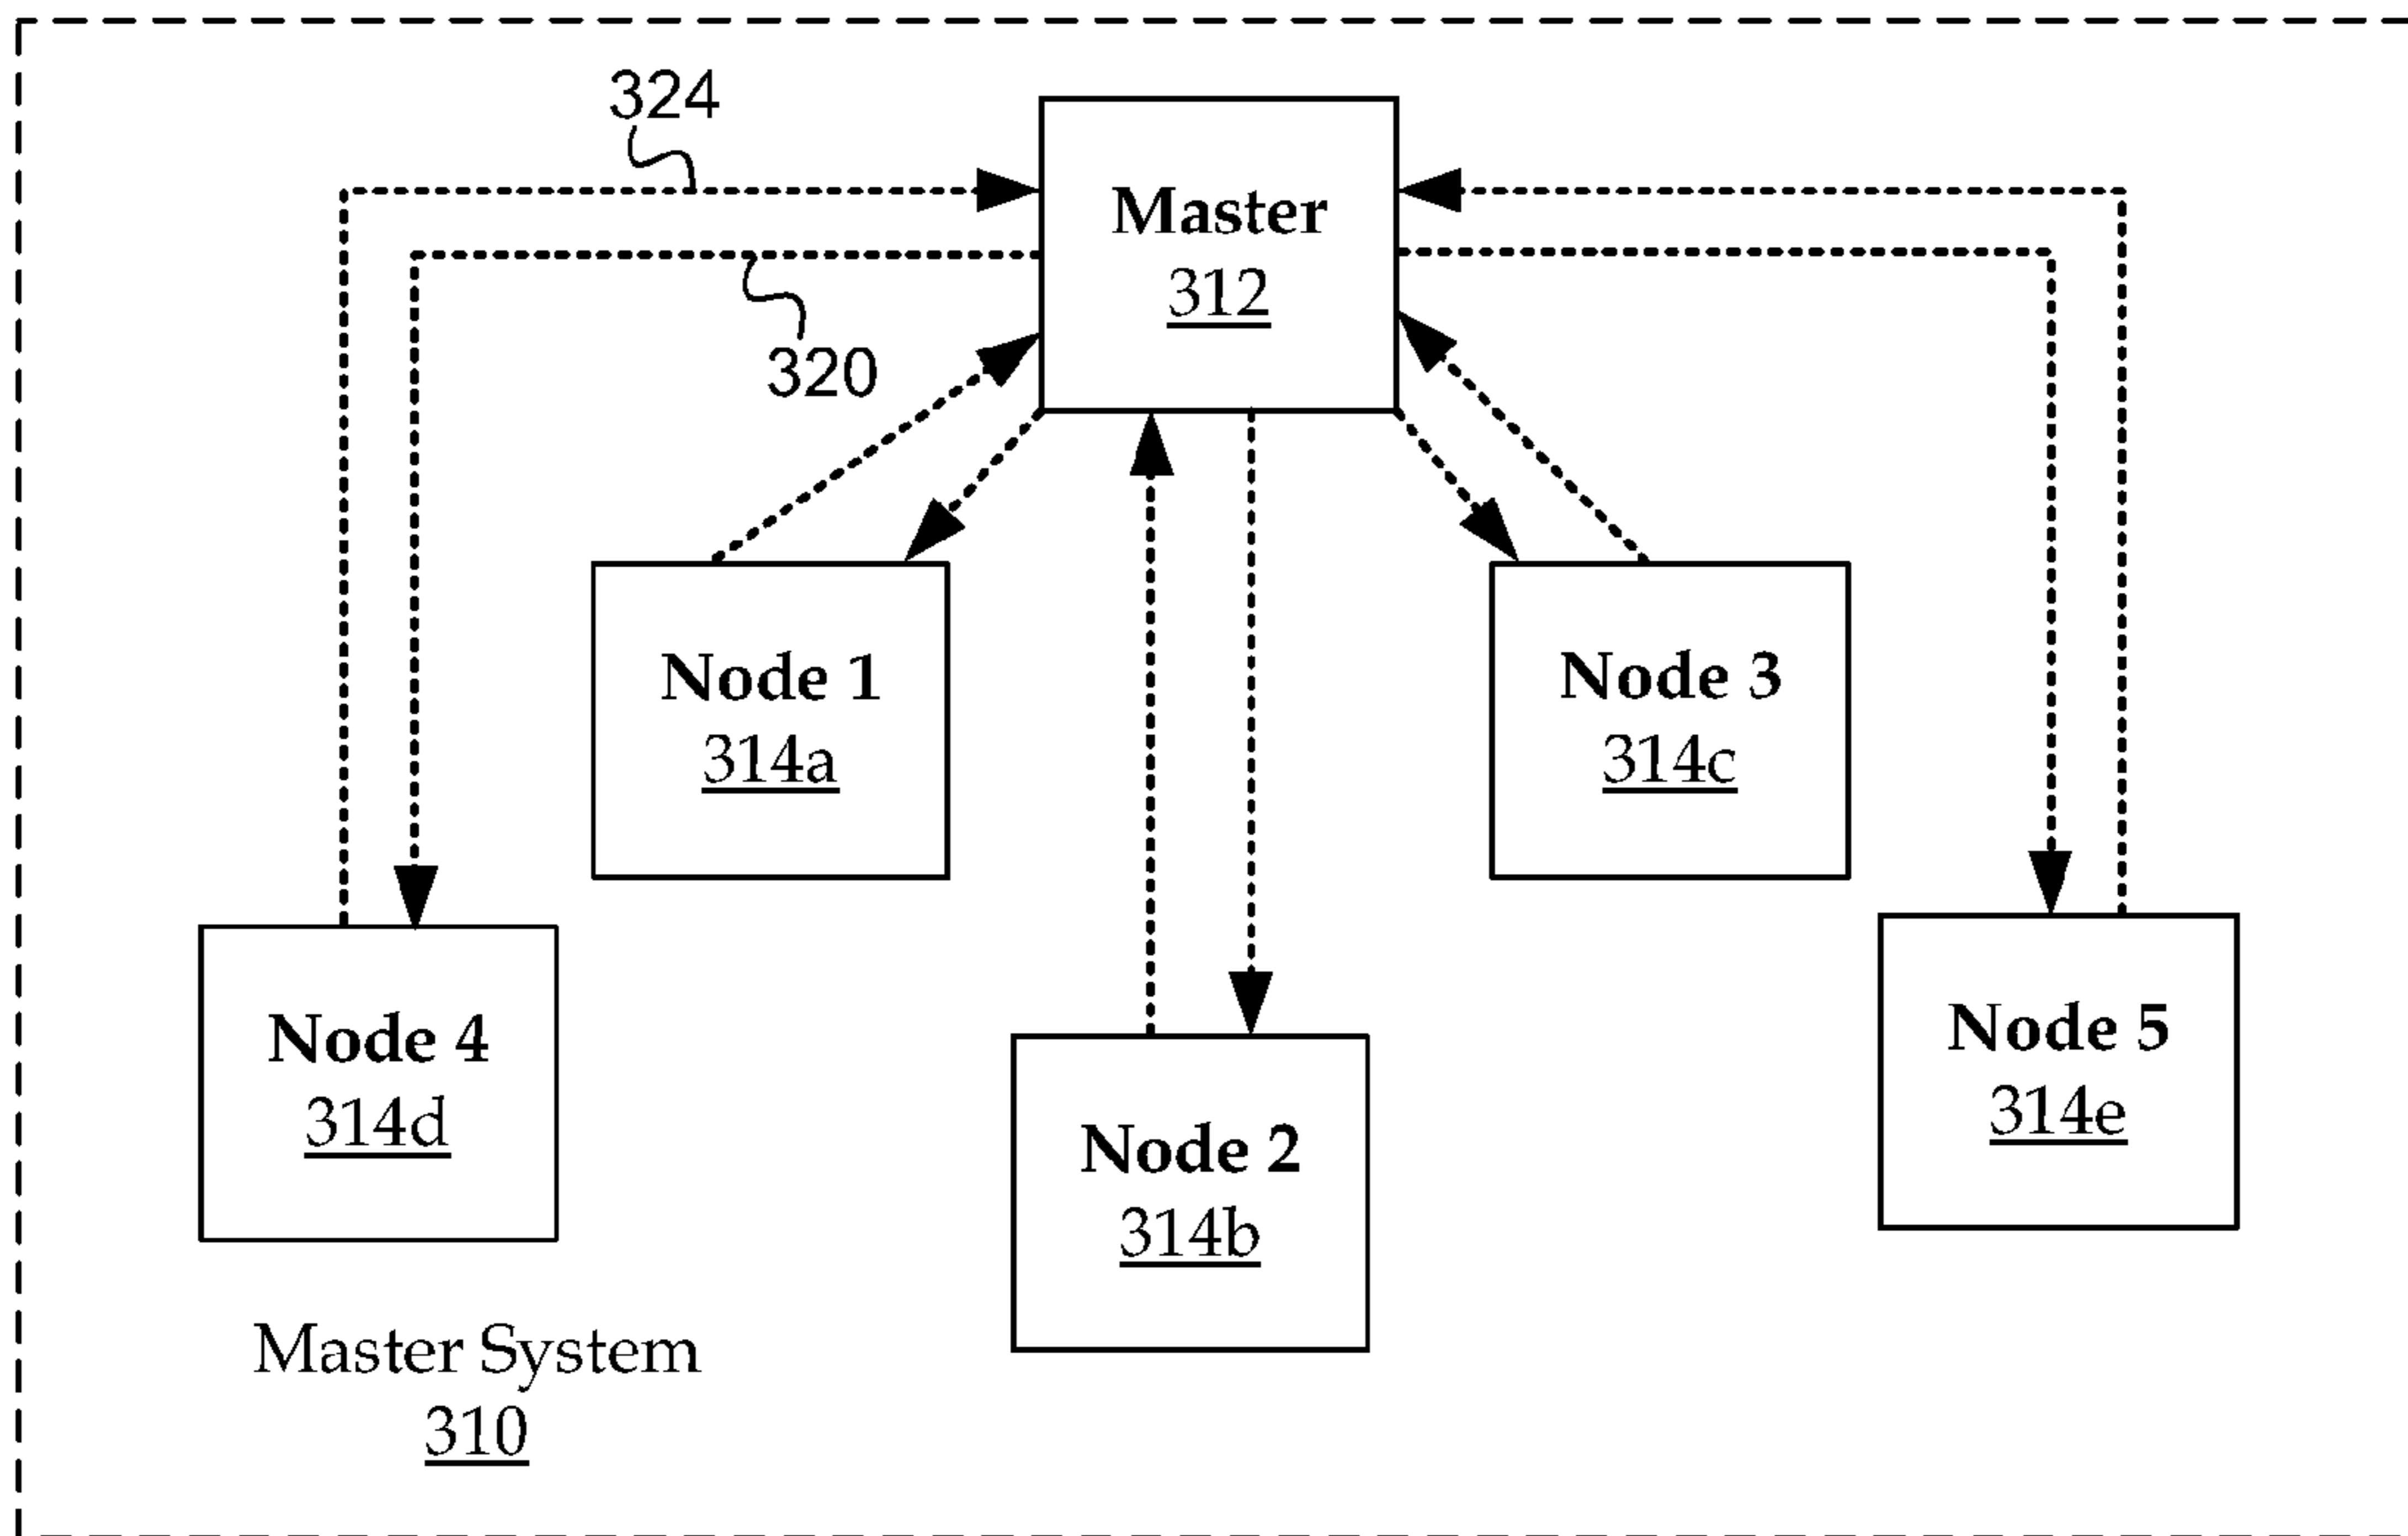 324
Master
312
320
Node 1
314a
Node 3
314c
Node 4
314d
Node 5
314e
Node 2
314b
Master System
310